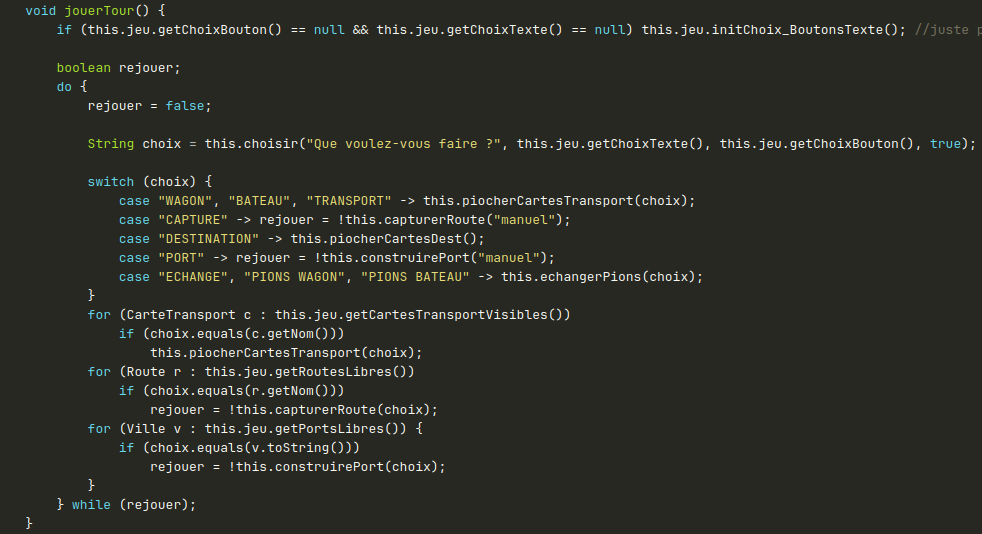 void jouerTour() {
if (this.jeu.getChoixBouton() == null && this.jeu.getChoixTexte() == null) this.jeu.initChoix_BoutonsTexte(); //juste
boolean rejouer;
do {
rejouer = false;
String choix = this.choisir("Que voulez-vous faire ?", this.jeu.getChoixTexte(), this.jeu.getChoixBouton(), true);
switch (choix) {
case "WAGON", "BATEAU", "TRANSPORT" -> this.piocherCartesTransport(choix);
case "CAPTURE" -> rejouer = !this.capturerRoute("manuel");
case "DESTINATION" -> this.piocherCartesDest();
case "PORT" -> rejouer = !this.construirePort("manuel");
case "ECHANGE", "PIONS WAGON", "PIONS BATEAU" -> this.echangerPions(choix);
}
for (CarteTransport c : this.jeu.getCartesTransportVisibles())
if (choix.equals(c.getNom()))
this.piocherCartesTransport(choix);
for (Route r : this.jeu.getRoutesLibres())
if (choix.equals(r.getNom()))
rejouer = !this.capturerRoute(choix);
for (Ville v : this.jeu.getPortsLibres()) {
if (choix.equals(v.toString()))
rejouer = !this.construirePort(choix);
}
} while (rejouer);
}